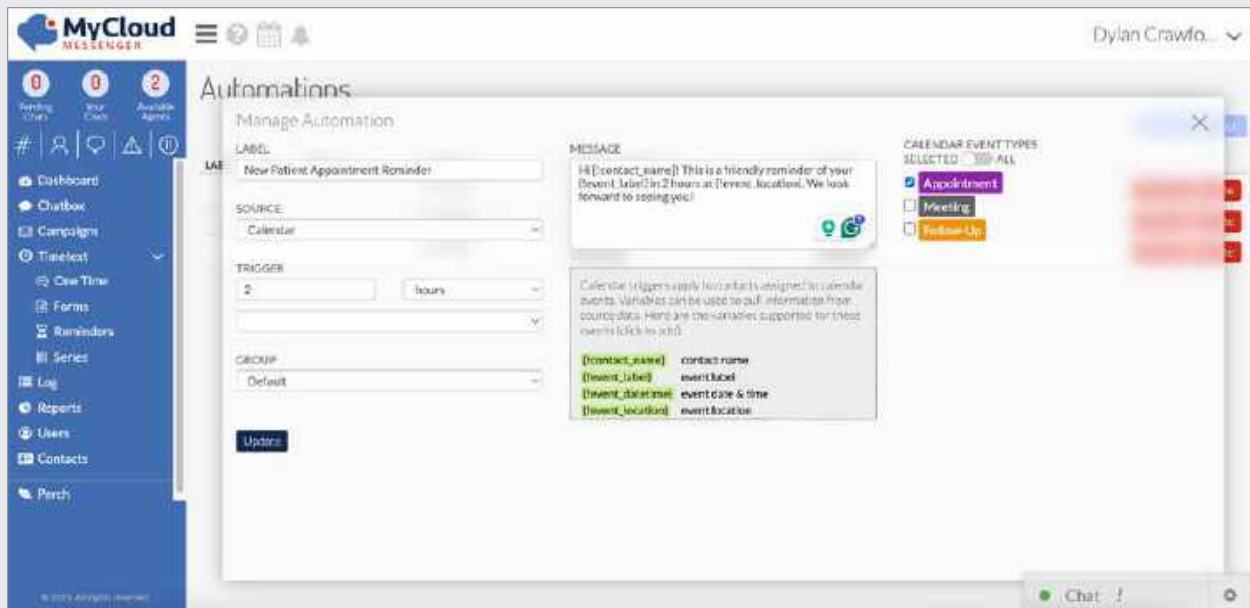 MyCloud
MESSENGER
Dylan Crawfo...
0 0 2
Pending Chats Your Chats Available Agents
Dashboard
Chatbox
Campaigns
Timetext
One Time
Forms
Reminders
Series
Log
Reports
Users
Contacts
Perch
Automations
Manage Automation
LABEL
New Patient Appointment Reminder
SOURCE
Calendar
TRIGGER
2 hours
GROUP
Default
Update
MESSAGE
Hi {!contact_name}! This is a friendly reminder of your
{!event_label} in 2 hours at {!event_location}. We look
forward to seeing you!
Calendar triggers apply to contacts assigned to calendar
events. Variables can be used to pull information from
source data. Here are the variables supported for these
events (click to add).
{!contact_name} contact name
{!event_label} event label
{!event_datetime} event date & time
{!event_location} event location
CALENDAR EVENT TYPES
SELECTED ALL
Appointment
Meeting
Follow-Up
Chat !